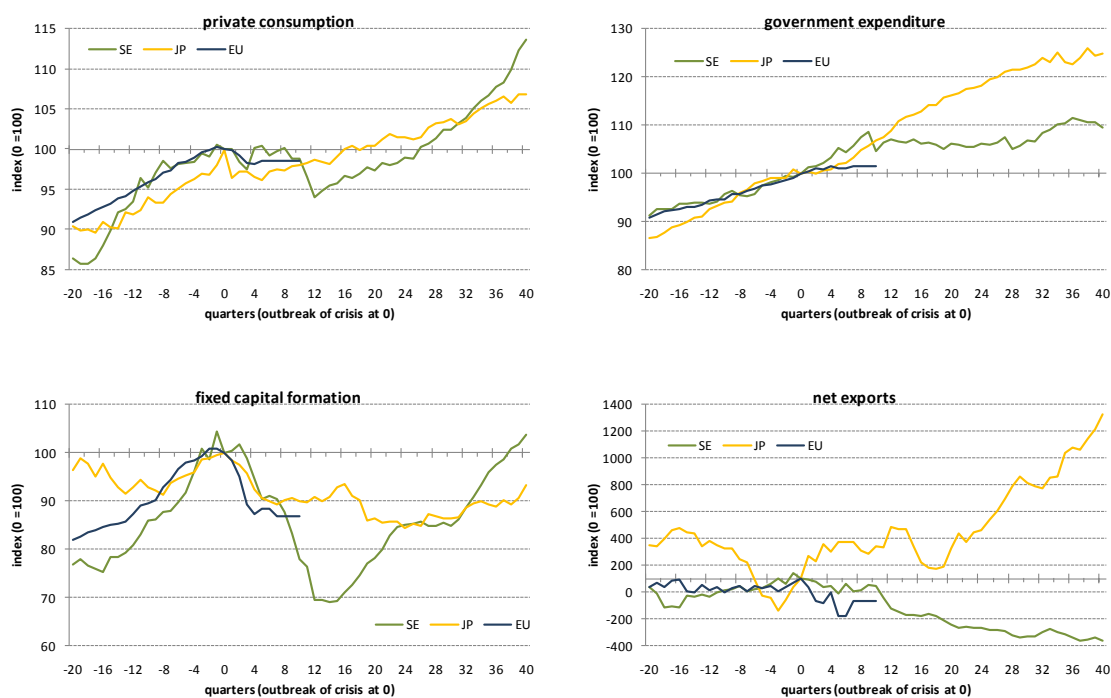 private consumption
115
110
105
100
95
90
85
SE JP EU
index (0 =100)
-20 -16 -12 -8 -4 0 4 8 12 16 20 24 28 32 36 40
quarters (outbreak of crisis at 0)
government expenditure
130
120
110
100
90
80
SE JP EU
index (0 =100)
-20 -16 -12 -8 -4 0 4 8 12 16 20 24 28 32 36 40
quarters (outbreak of crisis at 0)
fixed capital formation
110
100
90
80
70
60
index (0 =100)
SE JP EU
-20 -16 -12 -8 -4 0 4 8 12 16 20 24 28 32 36 40
quarters (outbreak of crisis at 0)
net exports
1400
1200
1000
800
600
400
200
0
-200
-400
SE JP EU
index (0 =100)
-20 -16 -12 -8 -4 0 4 8 12 16 20 24 28 32 36 40
quarters (outbreak of crisis at 0)